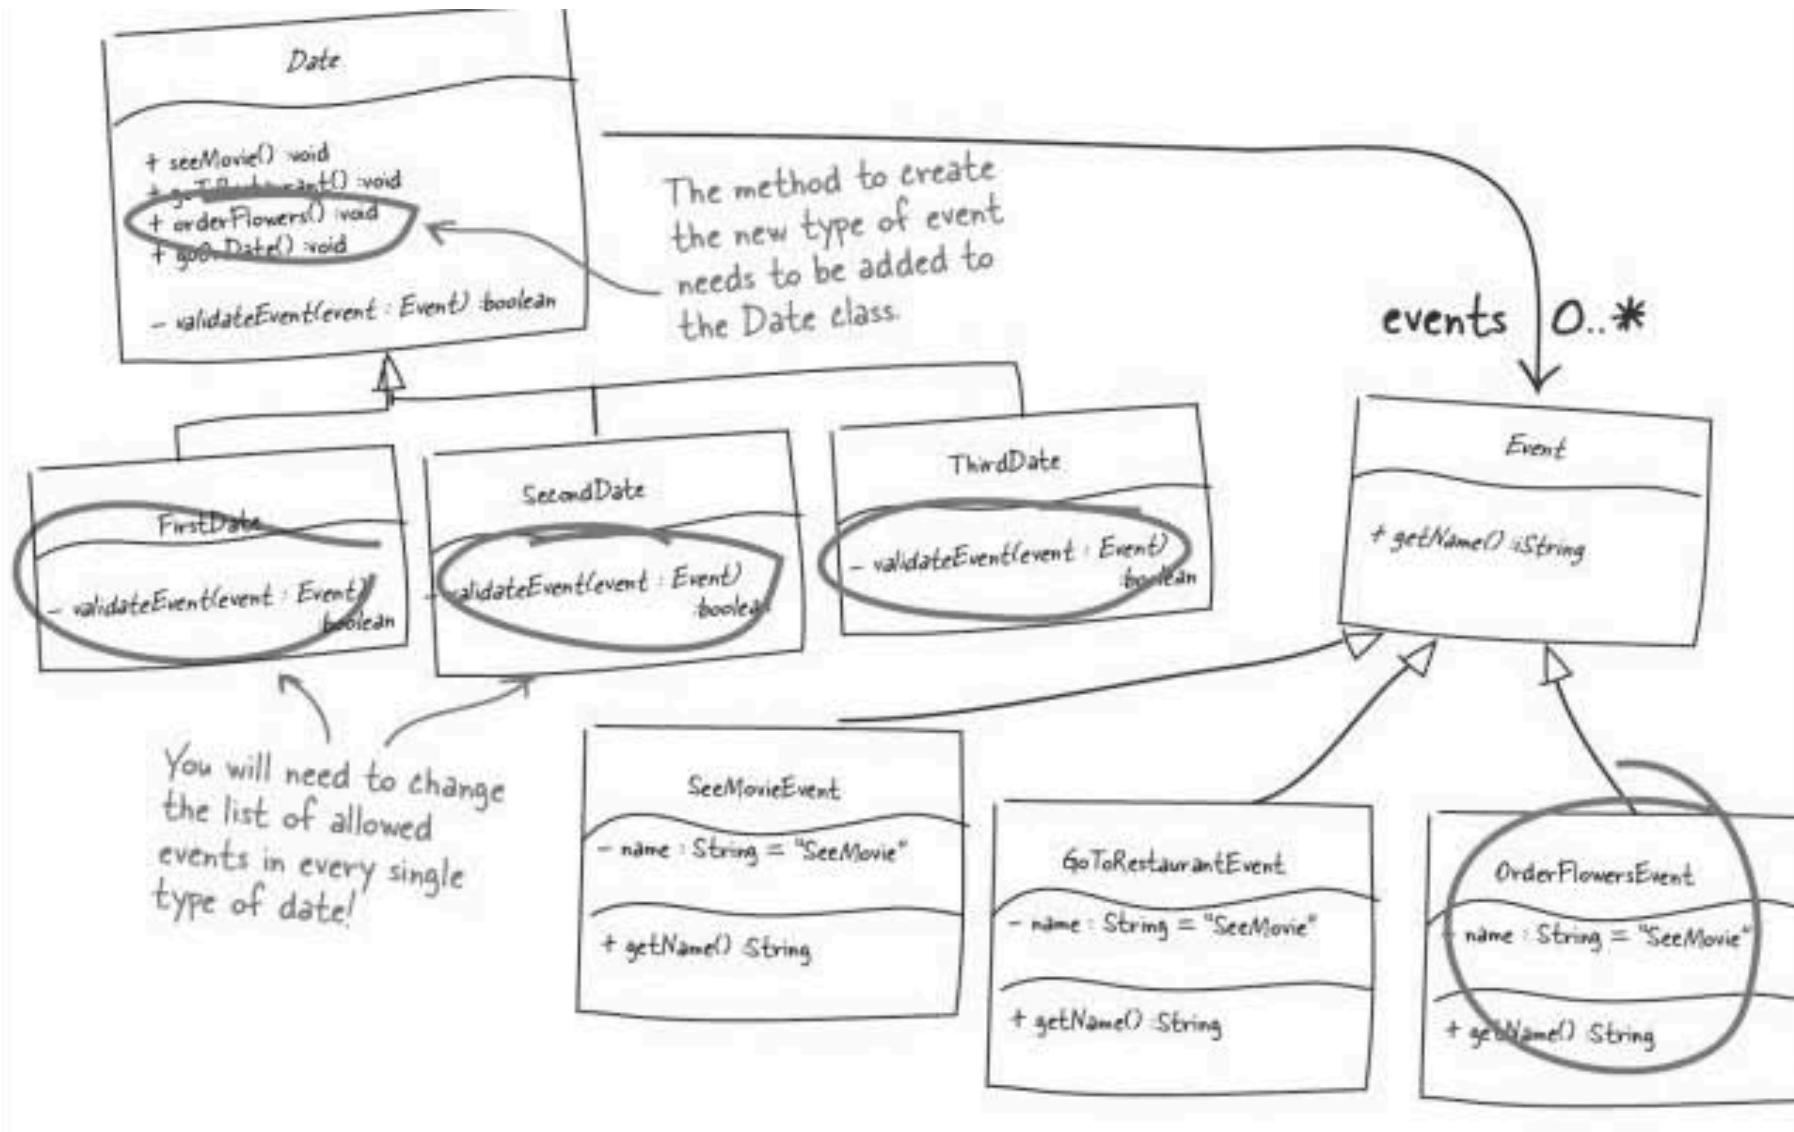 Date
+ seeMovie() :void
+ goToRestaurant() :void
+ orderFlowers() :void
+ goOnDate() :void
- validateEvent(event : Event) :boolean
The method to create
the new type of event
needs to be added to
the Date class.
events 0..*
FirstDate
- validateEvent(event : Event)
:boolean
SecondDate
- validateEvent(event : Event)
:boolean
ThirdDate
- validateEvent(event : Event)
:boolean
Event
+ getName() :String
You will need to change
the list of allowed
events in every single
type of date!
SeeMovieEvent
- name : String = "SeeMovie"
+ getName() :String
GoToRestaurantEvent
- name : String = "SeeMovie"
+ getName() :String
OrderFlowersEvent
- name : String = "SeeMovie"
+ getName() :String